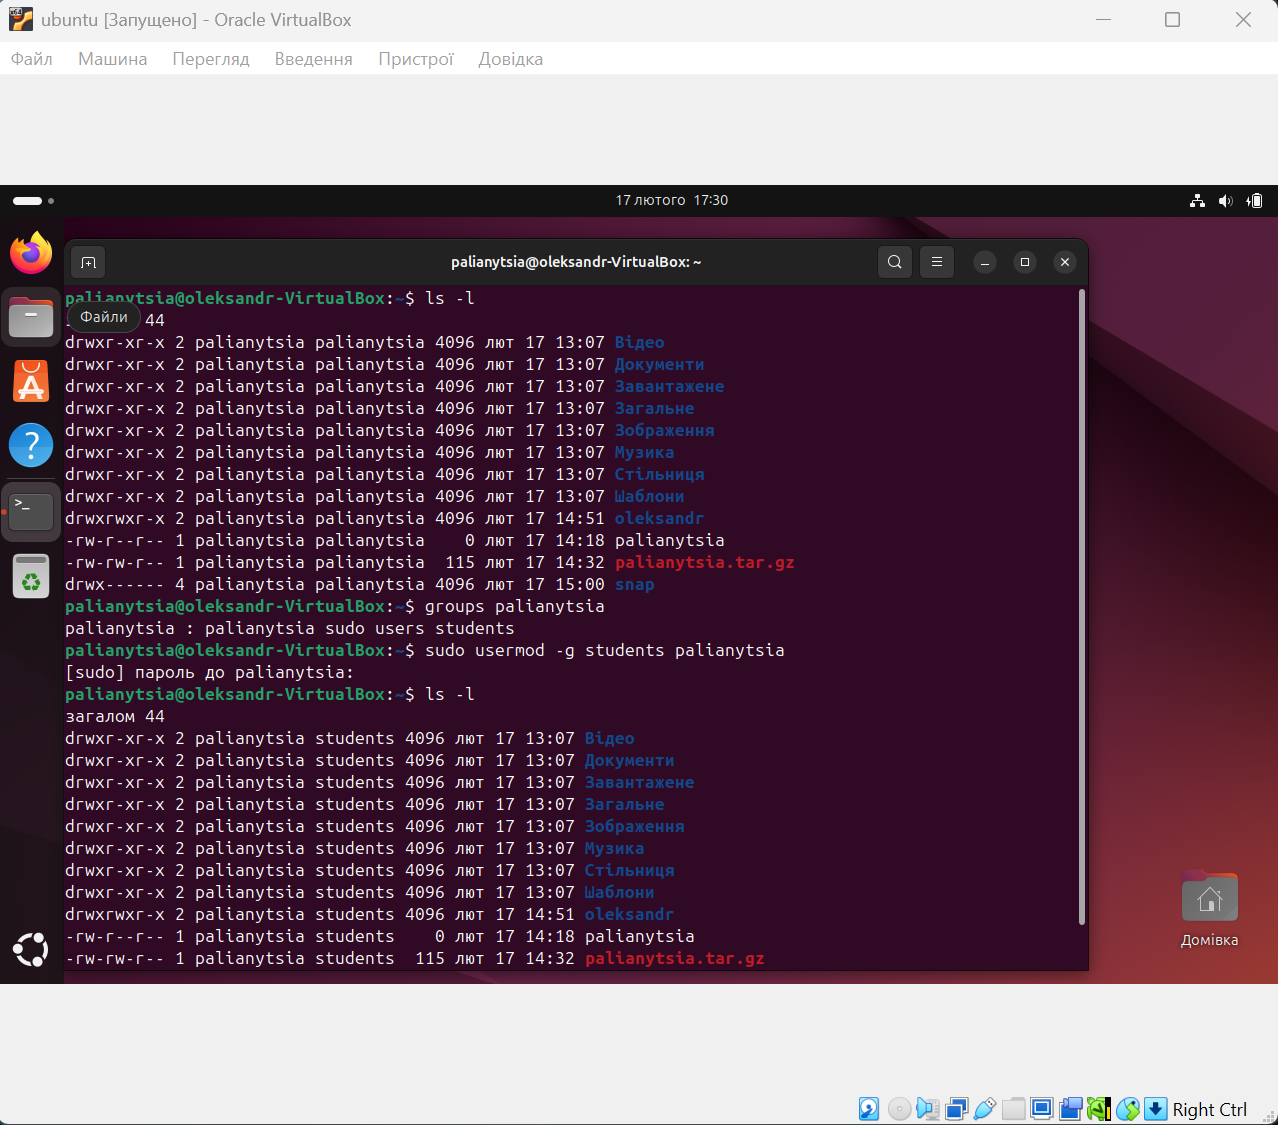 ubuntu [Запущено] - Oracle VirtualBox
Файл Машина Перегляд Введення Пристрої Довідка
17 лютого 17:30
palianytsia@oleksandr-VirtualBox: ~
palianytsia@oleksandr-VirtualBox:~$ ls -l
Файли
44
drwxr-xr-x 2 palianytsia palianytsia 4096 лют 17 13:07 Відео
drwxr-xr-x 2 palianytsia palianytsia 4096 лют 17 13:07 Документи
drwxr-xr-x 2 palianytsia palianytsia 4096 лют 17 13:07 Завантажене
drwxr-xr-x 2 palianytsia palianytsia 4096 лют 17 13:07 Загальне
drwxr-xr-x 2 palianytsia palianytsia 4096 лют 17 13:07 Зображення
drwxr-xr-x 2 palianytsia palianytsia 4096 лют 17 13:07 Музика
drwxr-xr-x 2 palianytsia palianytsia 4096 лют 17 13:07 Стільниця
drwxr-xr-x 2 palianytsia palianytsia 4096 лют 17 13:07 Шаблони
drwxrwxr-x 2 palianytsia palianytsia 4096 лют 17 14:51 oleksandr
-rw-r--r-- 1 palianytsia palianytsia    0 лют 17 14:18 palianytsia
-rw-rw-r-- 1 palianytsia palianytsia  115 лют 17 14:32 palianytsia.tar.gz
drwx------ 4 palianytsia palianytsia 4096 лют 17 15:00 snap
palianytsia@oleksandr-VirtualBox:~$ groups palianytsia
palianytsia : palianytsia sudo users students
palianytsia@oleksandr-VirtualBox:~$ sudo usermod -g students palianytsia
[sudo] пароль до palianytsia:
palianytsia@oleksandr-VirtualBox:~$ ls -l
загалом 44
drwxr-xr-x 2 palianytsia students 4096 лют 17 13:07 Відео
drwxr-xr-x 2 palianytsia students 4096 лют 17 13:07 Документи
drwxr-xr-x 2 palianytsia students 4096 лют 17 13:07 Завантажене
drwxr-xr-x 2 palianytsia students 4096 лют 17 13:07 Загальне
drwxr-xr-x 2 palianytsia students 4096 лют 17 13:07 Зображення
drwxr-xr-x 2 palianytsia students 4096 лют 17 13:07 Музика
drwxr-xr-x 2 palianytsia students 4096 лют 17 13:07 Стільниця
drwxr-xr-x 2 palianytsia students 4096 лют 17 13:07 Шаблони
drwxrwxr-x 2 palianytsia students 4096 лют 17 14:51 oleksandr
-rw-r--r-- 1 palianytsia students    0 лют 17 14:18 palianytsia
-rw-rw-r-- 1 palianytsia students  115 лют 17 14:32 palianytsia.tar.gz
Домівка
Right Ctrl